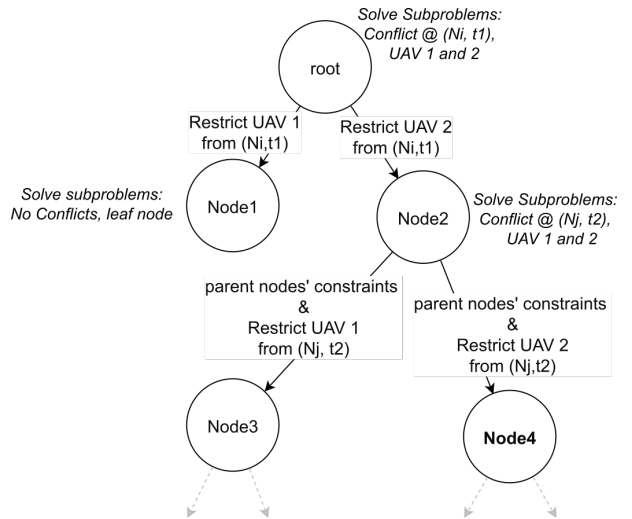 Solve Subproblems:
Conflict @ (Ni, t1),
UAV 1 and 2
root
Restrict UAV 1
from (Ni,t1)
Restrict UAV 2
from (Ni,t1)
Solve subproblems:
No Conflicts, leaf node
Node1
Node2
Solve Subproblems:
Conflict @ (Nj, t2),
UAV 1 and 2
parent nodes' constraints
&
Restrict UAV 1
from (Nj, t2)
parent nodes' constraints
&
Restrict UAV 2
from (Nj,t2)
Node3
Node4